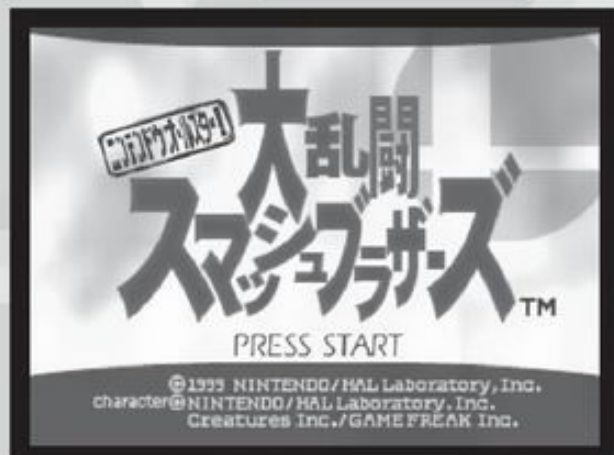 ニンテンドウオールスター!
大乱闘
スマッシュブラザーズ
TM
PRESS START
©1999 NINTENDO/HAL Laboratory, Inc.
character©NINTENDO/HAL Laboratory. Inc.
Creatures Inc./GAMEFREAK Inc.